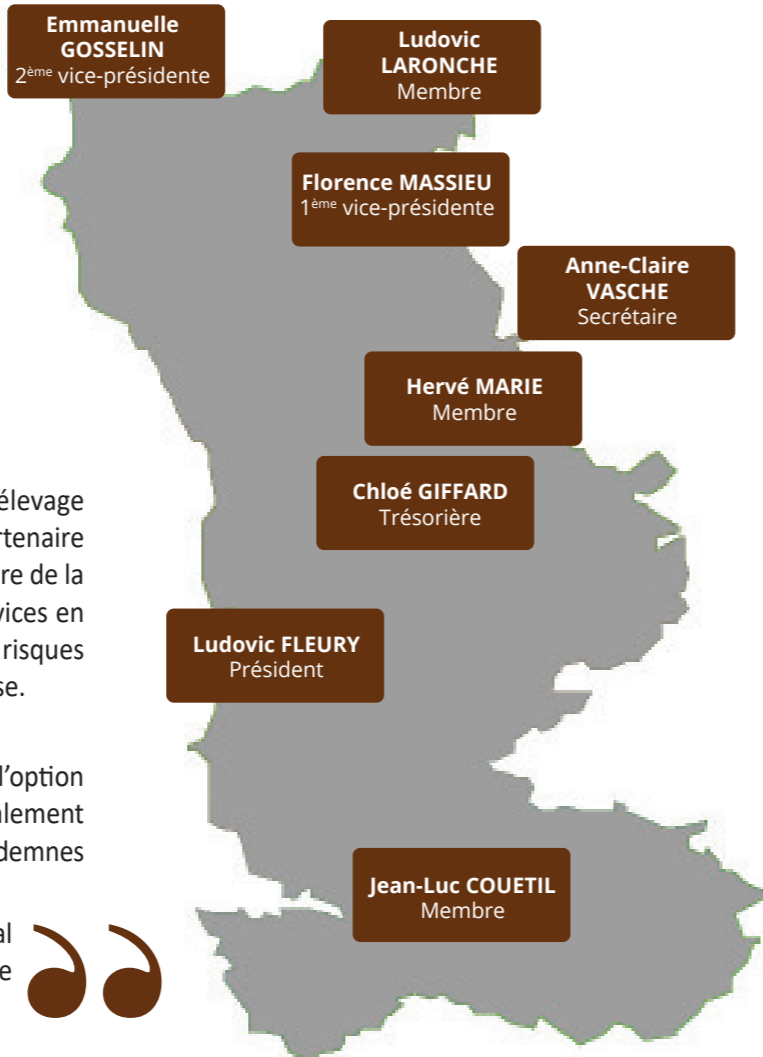 Emmanuelle
GOSSELIN
2ème vice-présidente
Ludovic
LARONCHE
Membre
Florence MASSIEU
1ème vice-présidente
Anne-Claire
VASCHE
Secrétaire
Hervé MARIE
Membre
Chloé GIFFARD
Trésorière
Ludovic FLEURY
Président
Jean-Luc COUETIL
Membre
élevage
rtenaire
re de la
vices en
risques
se.
l'option
alement
demnes
al
e